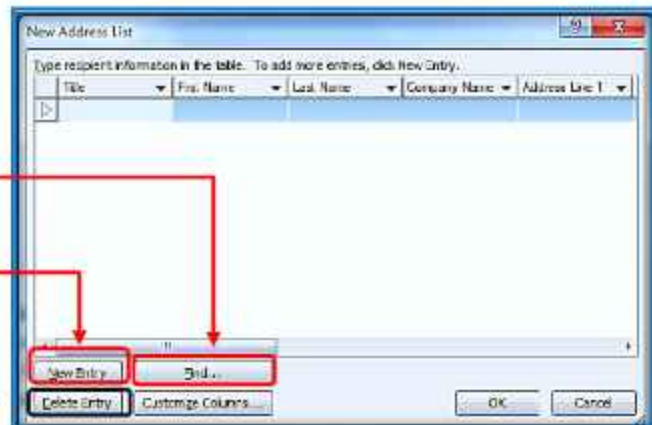 New Address List
Type recipient information in the table. To add more entries, click New Entry.
Title First Name Last Name Company Name Address Line 1
New Entry Find...
Delete Entry Customize Columns... OK Cancel